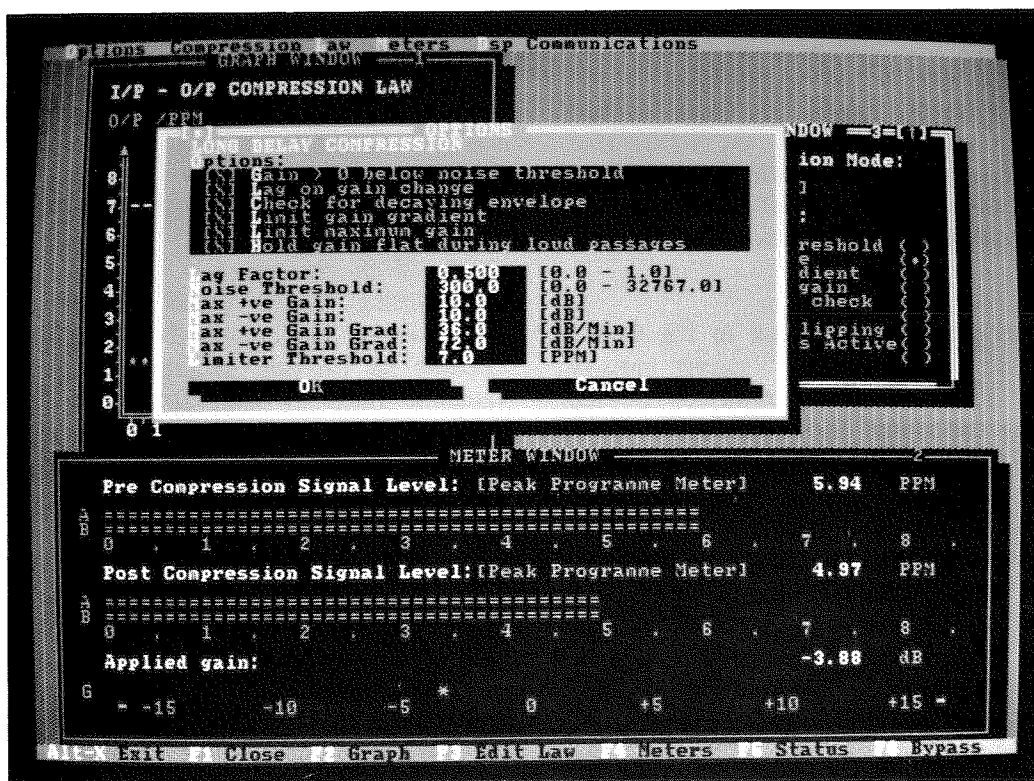 Options Compression Law Meters Dsp Communications
GRAPH WINDOW 1
I/P - O/P COMPRESSION LAW
O/P /PPM
8
7
6
5
4
3
2
1
0
0 1
OPTIONS
LONG DELAY COMPRESSION
Options:
[X] Gain > 0 below noise threshold
[X] Lag on gain change
[X] Check for decaying envelope
[X] Limit gain gradient
[X] Limit maximum gain
[X] Hold gain flat during loud passages
Lag Factor: 0.500 [0.0 - 1.0]
Noise Threshold: 300.0 [0.0 - 32767.0]
Max +ve Gain: 10.0 [dB]
Max -ve Gain: 10.0 [dB]
Max +ve Gain Grad: 36.0 [dB/Min]
Max -ve Gain Grad: 72.0 [dB/Min]
Limiter Threshold: 7.0 [PPM]
OK Cancel
NDOW 3=[↑]
ion Mode:
]
:
reshold ( )
e (•)
dient ( )
gain ( )
check ( )
lipping ( )
s Active( )
( )
METER WINDOW 2
Pre Compression Signal Level: [Peak Programme Meter] 5.94 PPM
A
B
0 . 1 . 2 . 3 . 4 . 5 . 6 . 7 . 8 .
Post Compression Signal Level:[Peak Programme Meter] 4.97 PPM
A
B
0 . 1 . 2 . 3 . 4 . 5 . 6 . 7 . 8 .
Applied gain: -3.88 dB
G *
- -15 -10 -5 0 +5 +10 +15 -
Alt-X Exit F1 Close F2 Graph F3 Edit Law F4 Meters Status Bypass